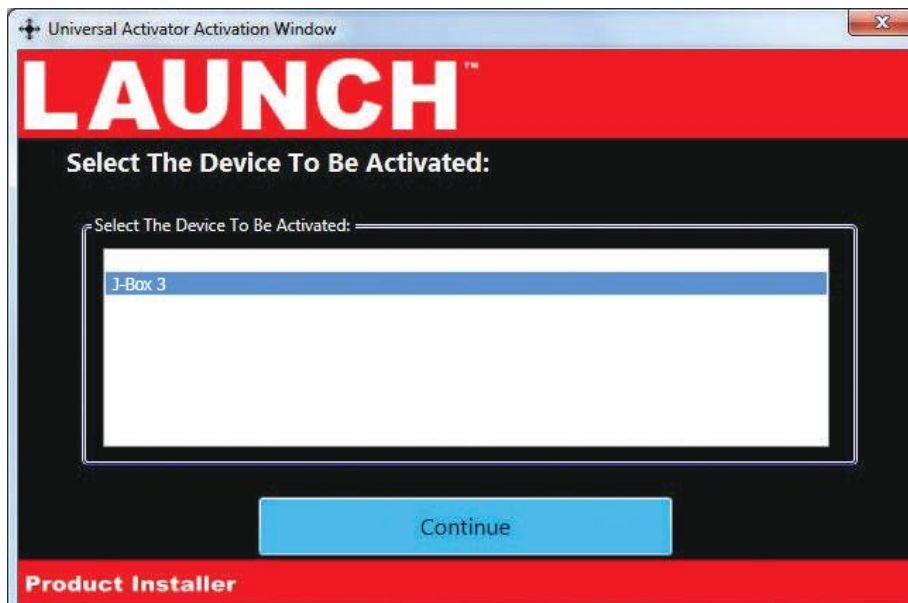 Universal Activator Activation Window
LAUNCH™
Select The Device To Be Activated:
Select The Device To Be Activated:
J-Box 3
Continue
Product Installer